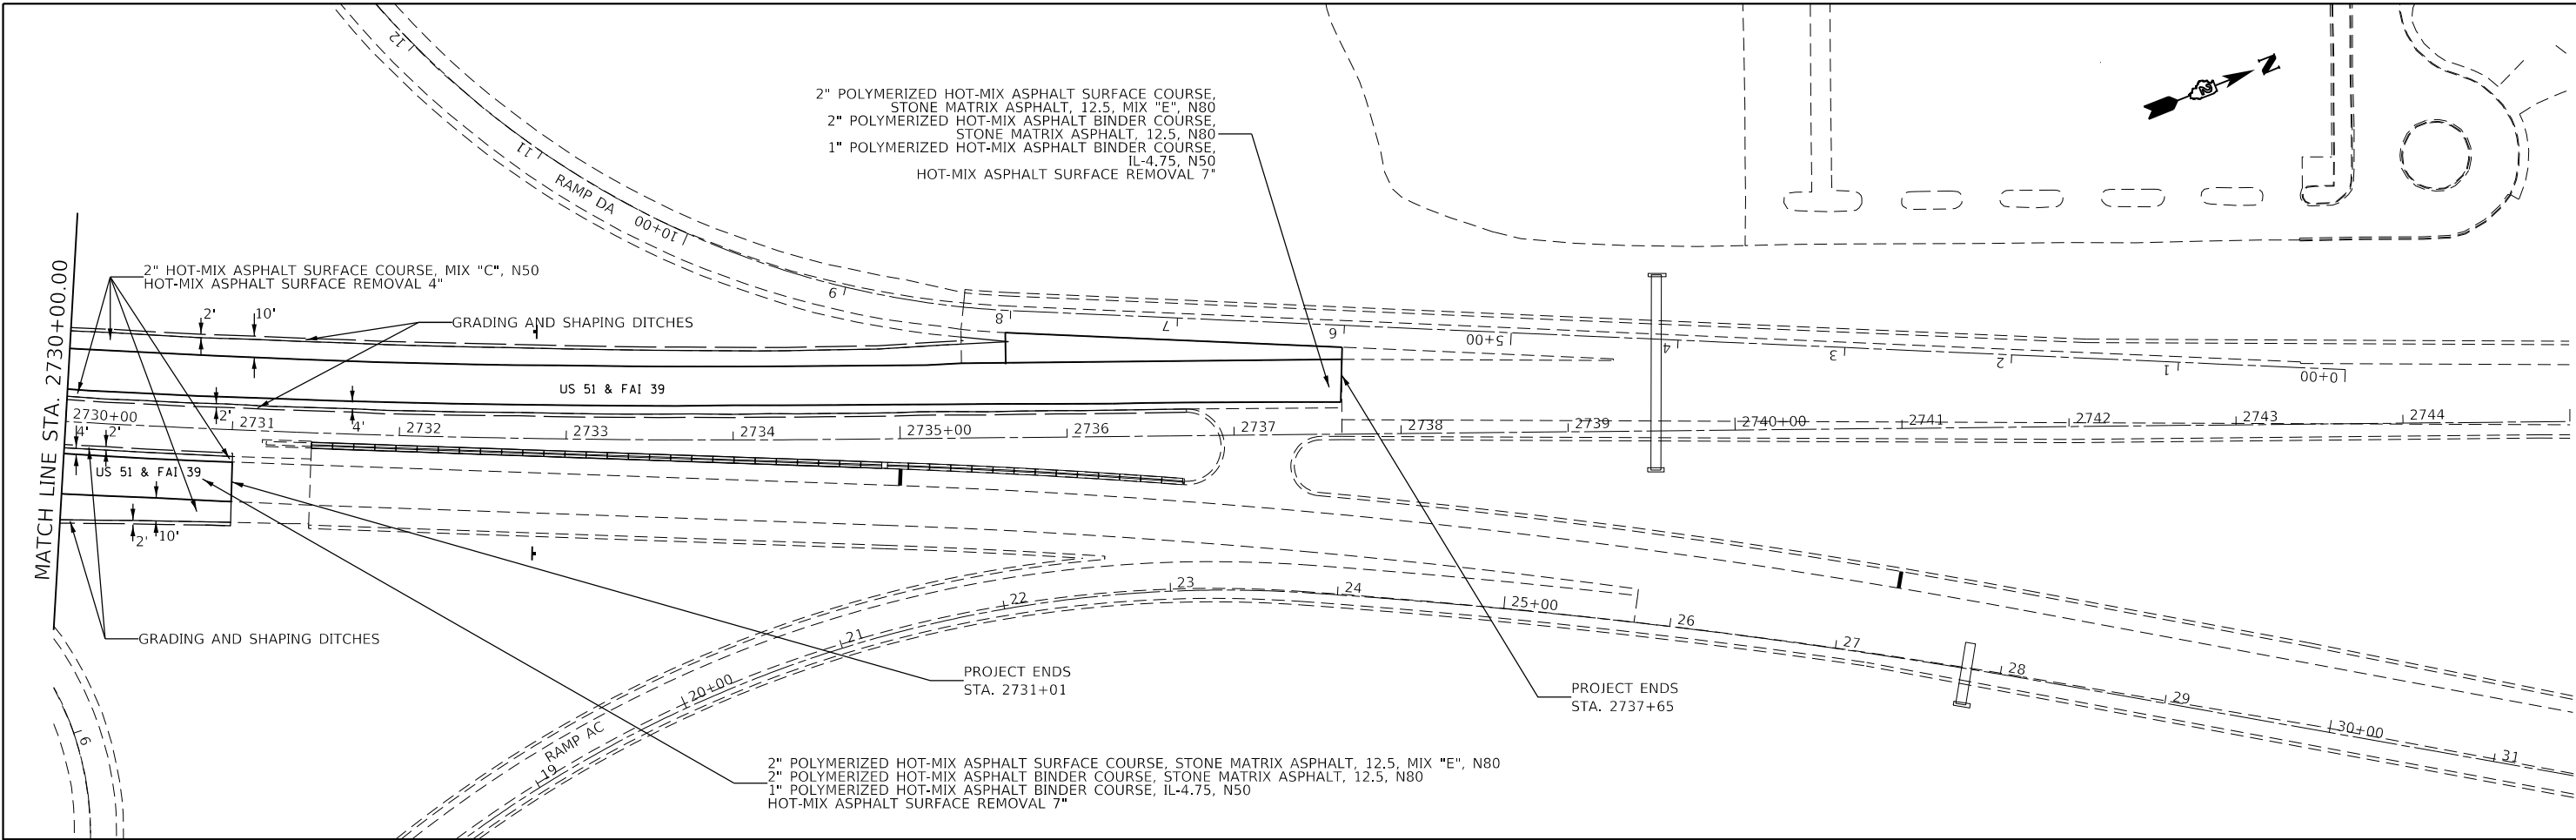 12
11
RAMP DA
10+00
9
8
7
6
5+00
4
3
2
1
0+00
N
2" POLYMERIZED HOT-MIX ASPHALT SURFACE COURSE,
STONE MATRIX ASPHALT, 12.5, MIX "E", N80
2" POLYMERIZED HOT-MIX ASPHALT BINDER COURSE,
STONE MATRIX ASPHALT, 12.5, N80
1" POLYMERIZED HOT-MIX ASPHALT BINDER COURSE,
IL-4.75, N50
HOT-MIX ASPHALT SURFACE REMOVAL 7"
MATCH LINE STA. 2730+00.00
2" HOT-MIX ASPHALT SURFACE COURSE, MIX "C", N50
HOT-MIX ASPHALT SURFACE REMOVAL 4"
2'
10'
GRADING AND SHAPING DITCHES
US 51 & FAI 39
2'
4'
2730+00
2731
2732
2733
2734
2735+00
2736
2737
2738
2739
2740+00
2741
2742
2743
2744
4'
2'
US 51 & FAI 39
2'
10'
GRADING AND SHAPING DITCHES
PROJECT ENDS
STA. 2731+01
PROJECT ENDS
STA. 2737+65
RAMP AC
19
20+00
21
22
23
24
25+00
26
27
28
29
30+00
31
6
2" POLYMERIZED HOT-MIX ASPHALT SURFACE COURSE, STONE MATRIX ASPHALT, 12.5, MIX "E", N80
2" POLYMERIZED HOT-MIX ASPHALT BINDER COURSE, STONE MATRIX ASPHALT, 12.5, N80
1" POLYMERIZED HOT-MIX ASPHALT BINDER COURSE, IL-4.75, N50
HOT-MIX ASPHALT SURFACE REMOVAL 7"